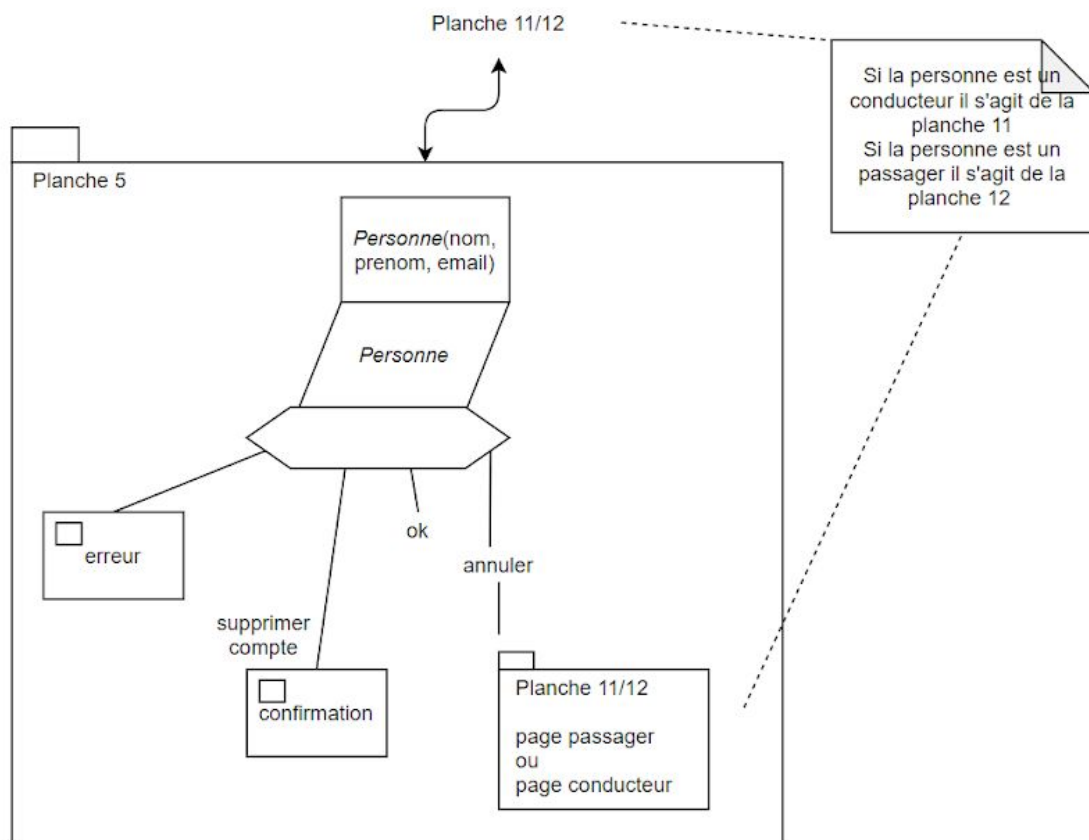 Planche 11/12
Si la personne est un
conducteur il s'agit de la
planche 11
Si la personne est un
passager il s'agit de la
planche 12
Planche 5
Personne(nom,
prenom, email)
Personne
erreur
ok
annuler
supprimer
compte
confirmation
Planche 11/12
page passager
ou
page conducteur